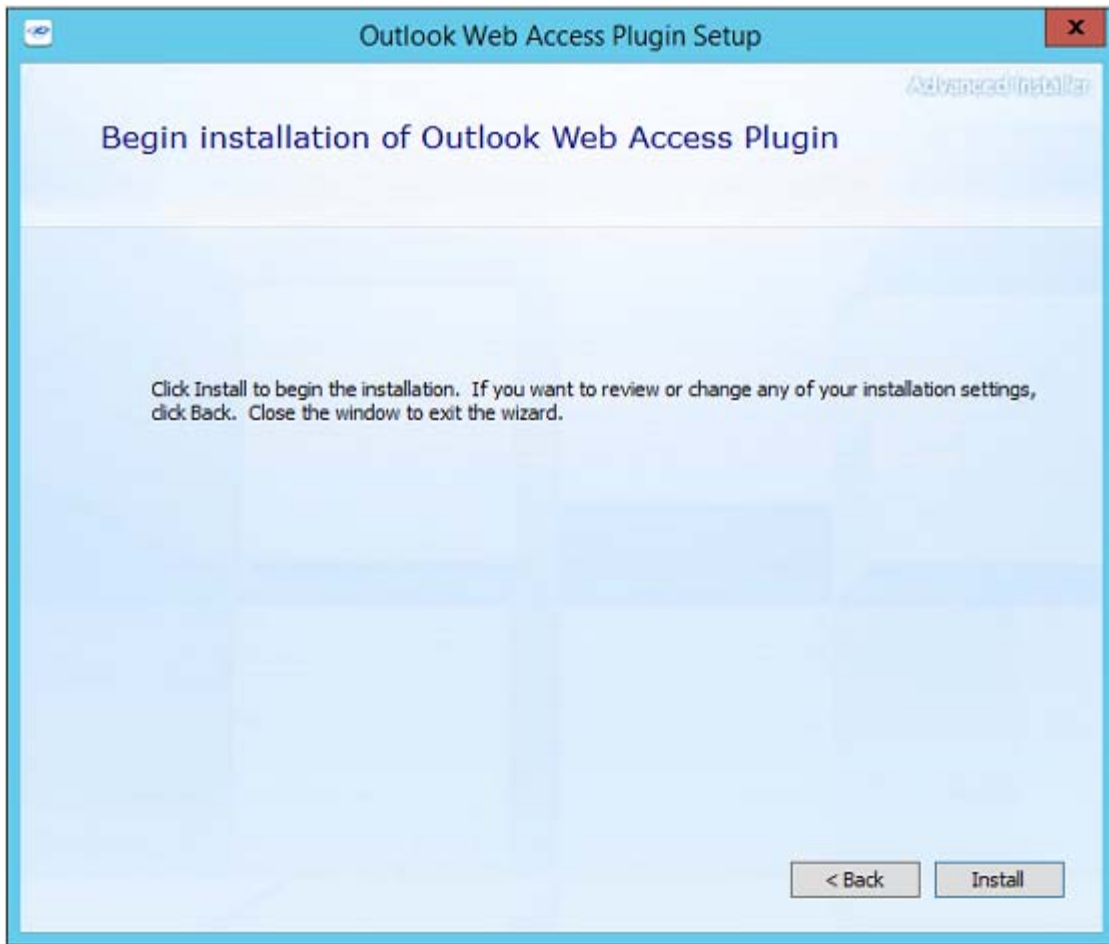 Outlook Web Access Plugin Setup
x
Advanced Installer
Begin installation of Outlook Web Access Plugin
Click Install to begin the installation.  If you want to review or change any of your installation settings,
click Back.  Close the window to exit the wizard.
< Back
Install